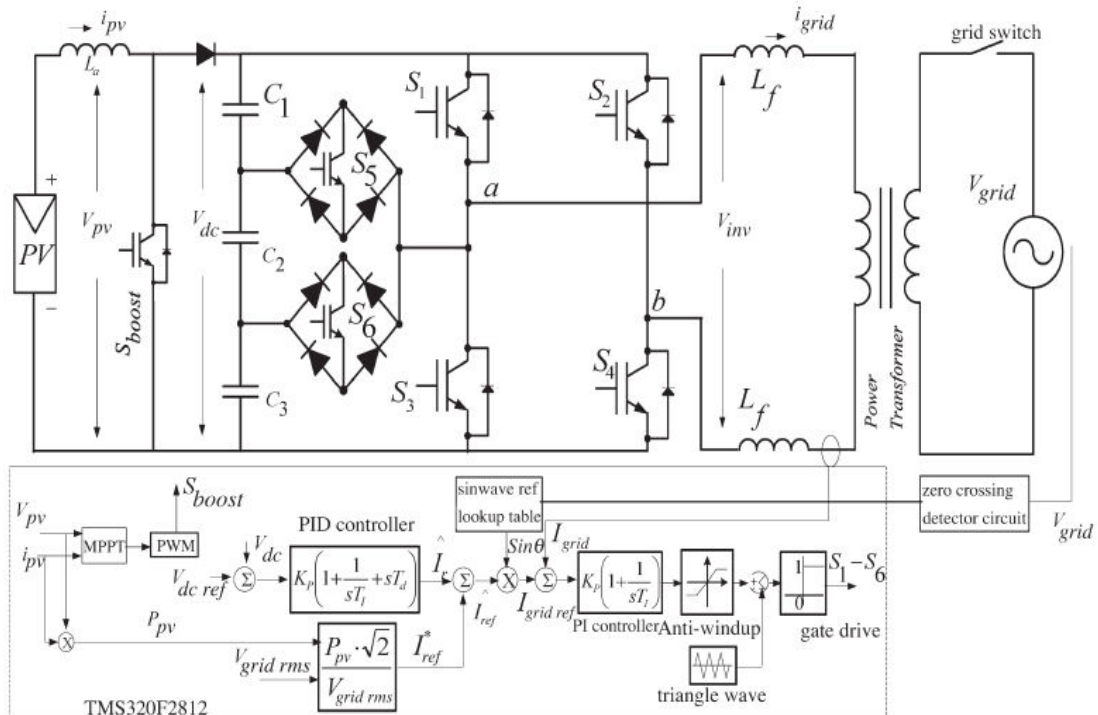 i_pv
L_a
i_grid
grid switch
C_1
S_1
S_2
L_f
S_5
a
+
PV
−
V_pv
V_dc
V_inv
V_grid
C_2
S_boost
S_6
b
C_3
S_3
S_4
L_f
Power
Transformer
S_boost
sinwave ref
lookup table
zero crossing
detector circuit
V_grid
V_pv
i_pv
MPPT
PWM
PID controller
V_dc
V_dc ref
Σ
K_P(1+1/sT_I+sT_d)
Î_r
Σ
Î_ref
Sinθ
X
I_grid
Σ
I_grid ref
K_P(1+1/sT_I)
PI controller
Anti-windup
+
-
1
0
S_1−S_6
gate drive
P_pv
X
V_grid rms
P_pv·√2
V_grid rms
I*_ref
triangle wave
TMS320F2812